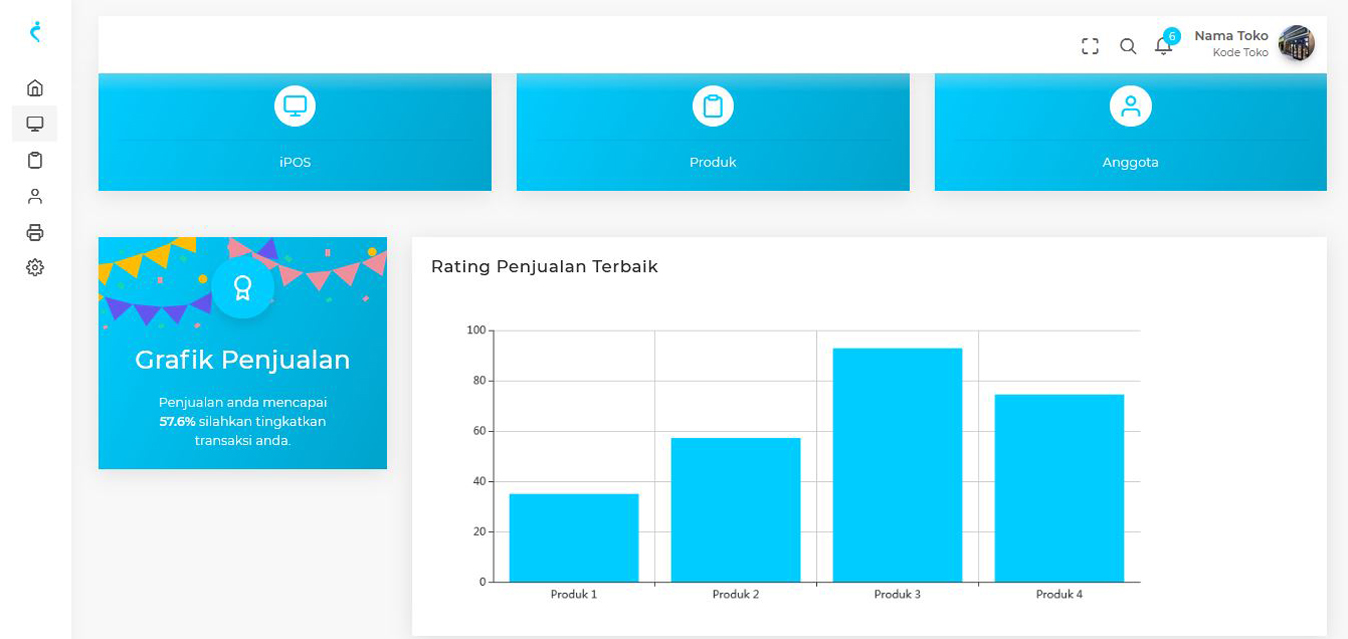 6
Nama Toko
Kode Toko
iPOS
Produk
Anggota
Grafik Penjualan
Penjualan anda mencapai
57.6% silahkan tingkatkan
transaksi anda.
Rating Penjualan Terbaik
100
80
60
40
20
0
Produk 1
Produk 2
Produk 3
Produk 4